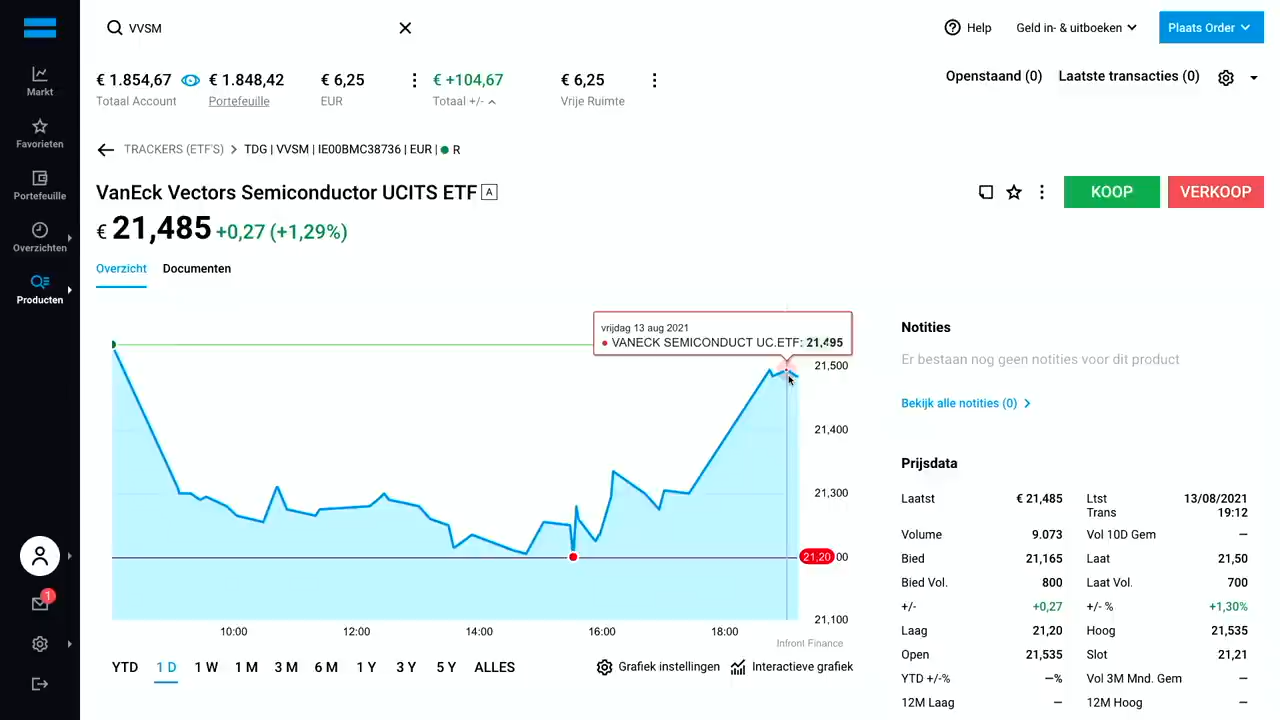 VVSM
Help
Geld in- & uitboeken
Plaats Order
Markt
Favorieten
Portefeuille
Overzichten
Producten
1
€ 1.854,67
€ 1.848,42
€ 6,25
€ +104,67
€ 6,25
Totaal Account
Portefeuille
EUR
Totaal +/-
Vrije Ruimte
Openstaand (0)
Laatste transacties (0)
TRACKERS (ETF'S) > TDG | VVSM | IE00BMC38736 | EUR | R
VanEck Vectors Semiconductor UCITS ETF A
KOOP
VERKOOP
€ 21,485 +0,27 (+1,29%)
Overzicht
Documenten
vrijdag 13 aug 2021
VANECK SEMICONDUCT UC.ETF: 21,495
21,500
21,400
21,300
21,20 00
21,100
10:00
12:00
14:00
16:00
18:00
Infront Finance
YTD 1 D 1 W 1 M 3 M 6 M 1 Y 3 Y 5 Y ALLES
Grafiek instellingen
Interactieve grafiek
Notities
Er bestaan nog geen notities voor dit product
Bekijk alle notities (0)
Prijsdata
Laatst € 21,485 Ltst Trans 13/08/2021 19:12
Volume 9.073 Vol 10D Gem —
Bied 21,165 Laat 21,50
Bied Vol. 800 Laat Vol. 700
+/- +0,27 +/- % +1,30%
Laag 21,20 Hoog 21,535
Open 21,535 Slot 21,21
YTD +/-% —% Vol 3M Mnd. Gem —
12M Laag — 12M Hoog —